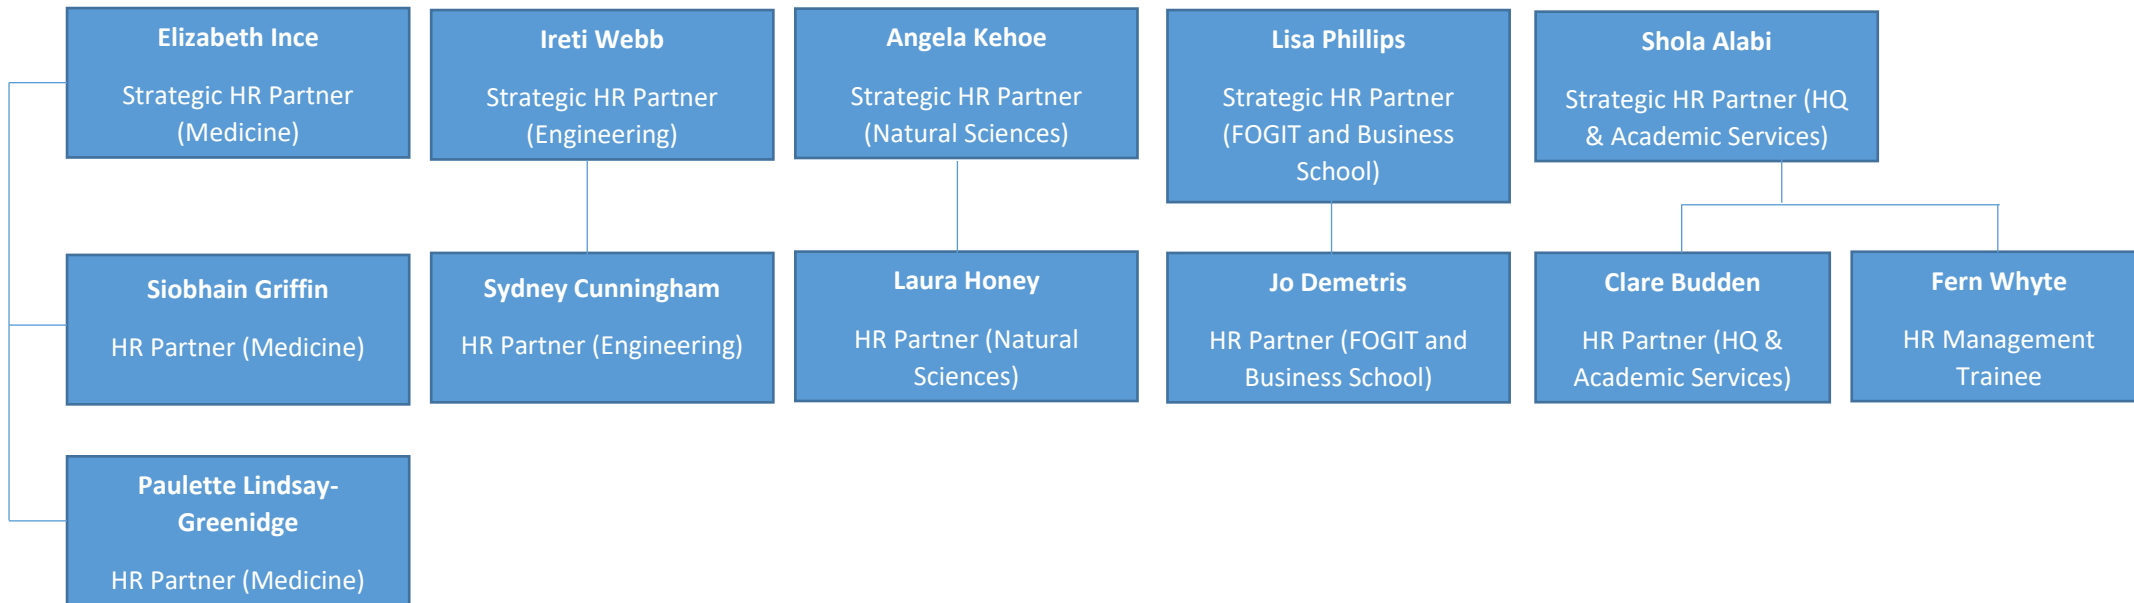 Elizabeth Ince
Strategic HR Partner
(Medicine)
Ireti Webb
Strategic HR Partner
(Engineering)
Angela Kehoe
Strategic HR Partner
(Natural Sciences)
Lisa Phillips
Strategic HR Partner
(FOGIT and Business
School)
Shola Alabi
Strategic HR Partner (HQ
& Academic Services)
Siobhain Griffin
HR Partner (Medicine)
Sydney Cunningham
HR Partner (Engineering)
Laura Honey
HR Partner (Natural
Sciences)
Jo Demetris
HR Partner (FOGIT and
Business School)
Clare Budden
HR Partner (HQ &
Academic Services)
Fern Whyte
HR Management
Trainee
Paulette Lindsay-
Greenidge
HR Partner (Medicine)